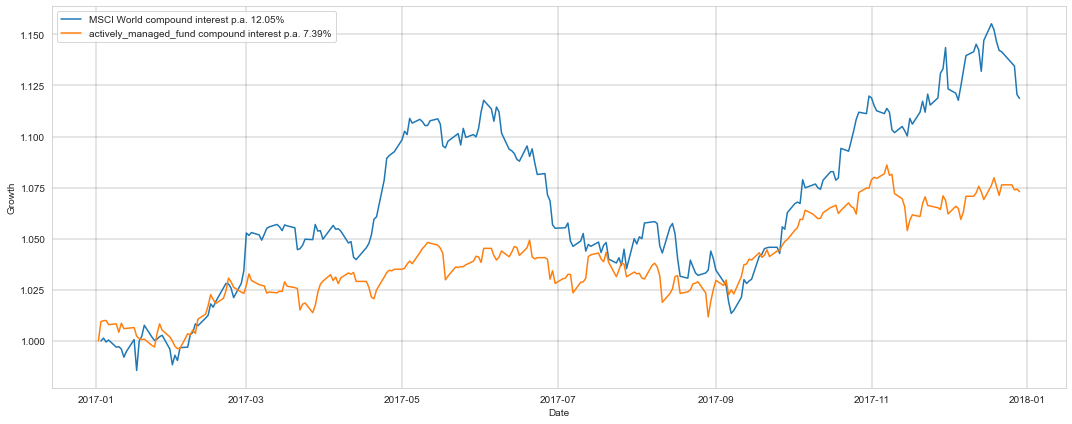 MSCI World compound interest p.a. 12.05%
actively_managed_fund compound interest p.a. 7.39%
1.150
1.125
1.100
1.075
1.050
1.025
1.000
Growth
2017-01 2017-03 2017-05 2017-07 2017-09 2017-11 2018-01
Date